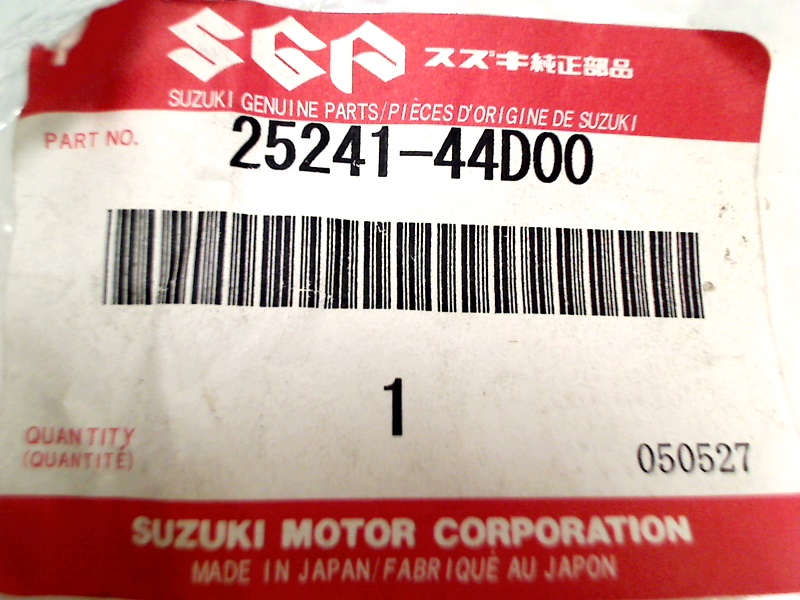 SGP スズキ純正部品
SUZUKI GENUINE PARTS/PIÈCES D'ORIGINE DE SUZUKI
PART NO. 25241-44D00
1
QUANTITY
(QUANTITÉ)
050527
SUZUKI MOTOR CORPORATION
MADE IN JAPAN/FABRIQUÉ AU JAPON